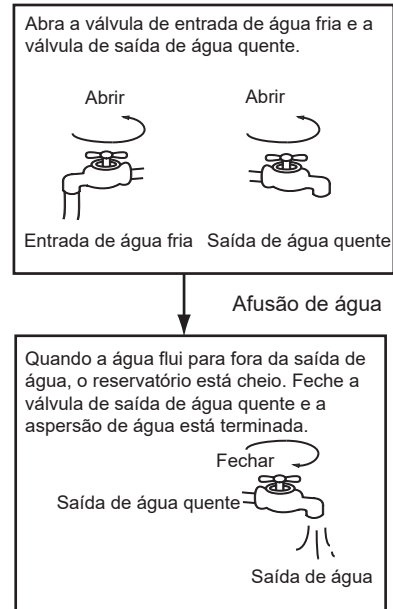 Abra a válvula de entrada de água fria e a
válvula de saída de água quente.
Abrir Abrir
Entrada de água fria Saída de água quente
Afusão de água
Quando a água flui para fora da saída de
água, o reservatório está cheio. Feche a
válvula de saída de água quente e a
aspersão de água está terminada.
Fechar
Saída de água quente
Saída de água